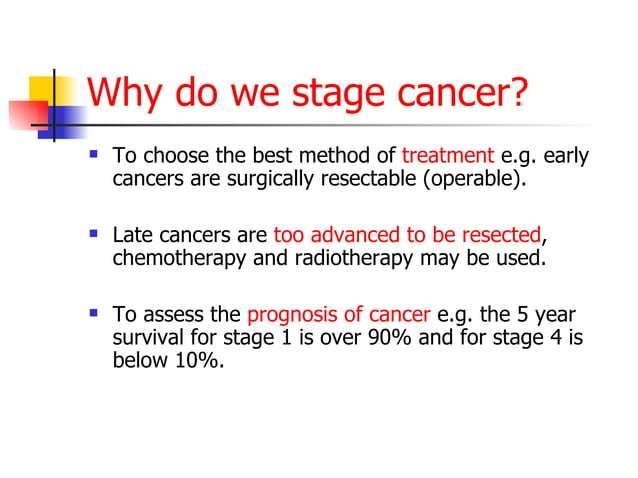 Why do we stage cancer?
To choose the best method of treatment e.g. early
cancers are surgically resectable (operable).
Late cancers are too advanced to be resected,
chemotherapy and radiotherapy may be used.
To assess the prognosis of cancer e.g. the 5 year
survival for stage 1 is over 90% and for stage 4 is
below 10%.